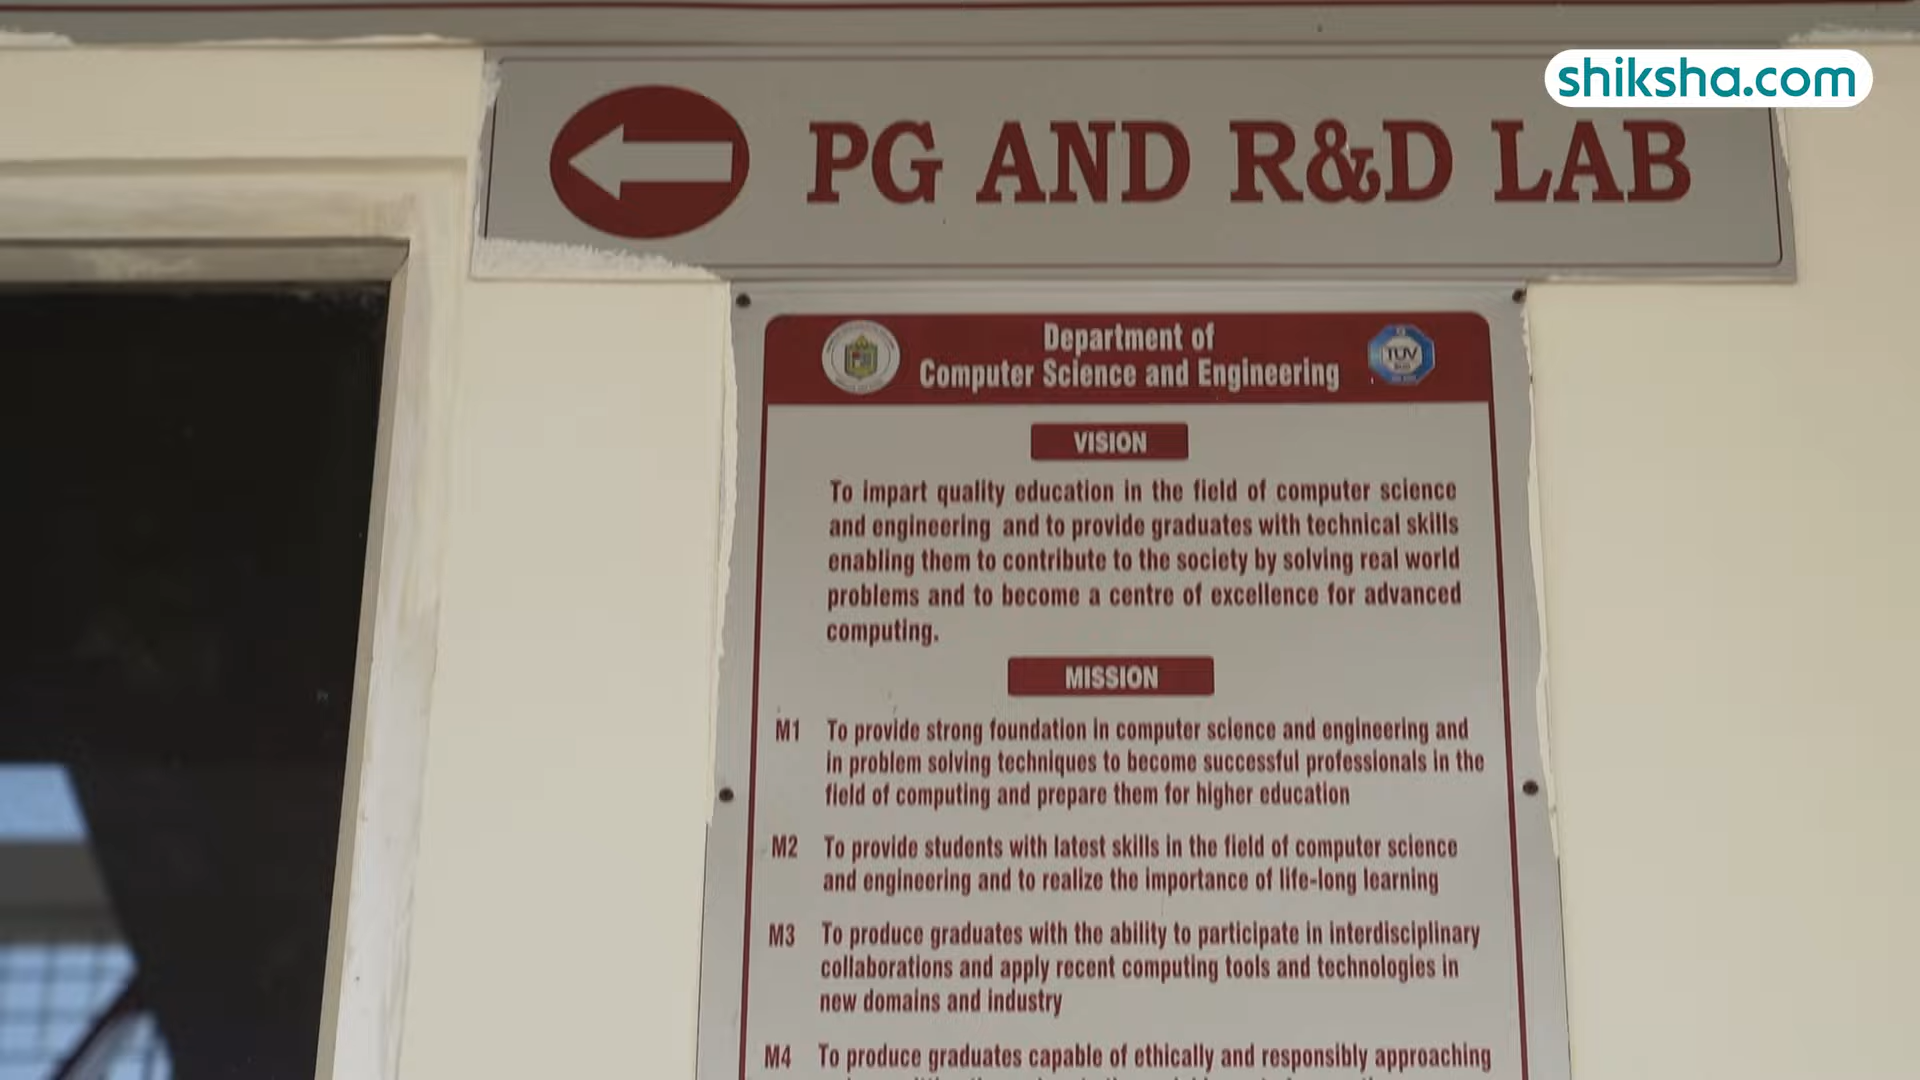 shiksha.com
PG AND R&D LAB
Department of
Computer Science and Engineering
TUV
VISION
To impart quality education in the field of computer science
and engineering and to provide graduates with technical skills
enabling them to contribute to the society by solving real world
problems and to become a centre of excellence for advanced
computing.
MISSION
M1 To provide strong foundation in computer science and engineering and
in problem solving techniques to become successful professionals in the
field of computing and prepare them for higher education
M2 To provide students with latest skills in the field of computer science
and engineering and to realize the importance of life-long learning
M3 To produce graduates with the ability to participate in interdisciplinary
collaborations and apply recent computing tools and technologies in
new domains and industry
M4 To produce graduates capable of ethically and responsibly approaching